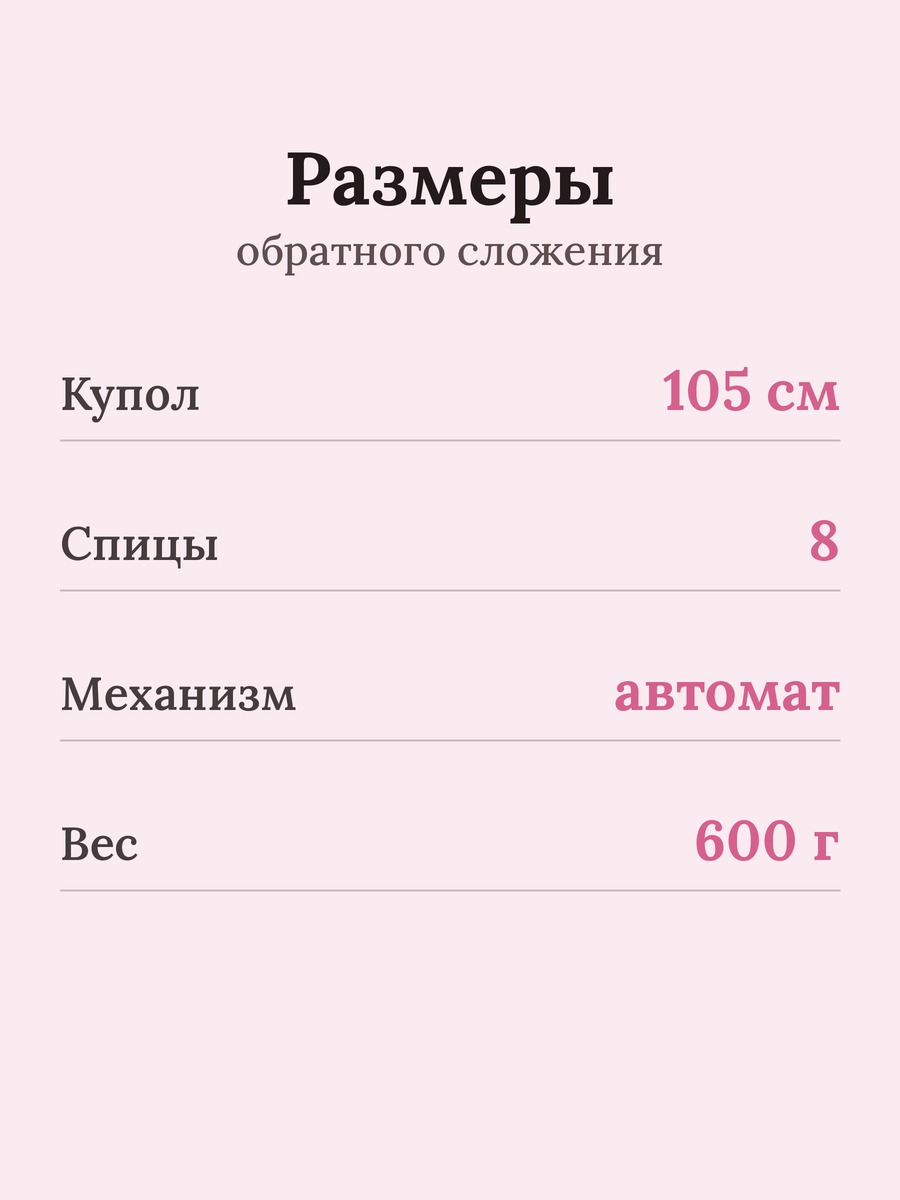 Размеры
обратного сложения
Купол 105 см
Спицы 8
Механизм автомат
Вес 600 г